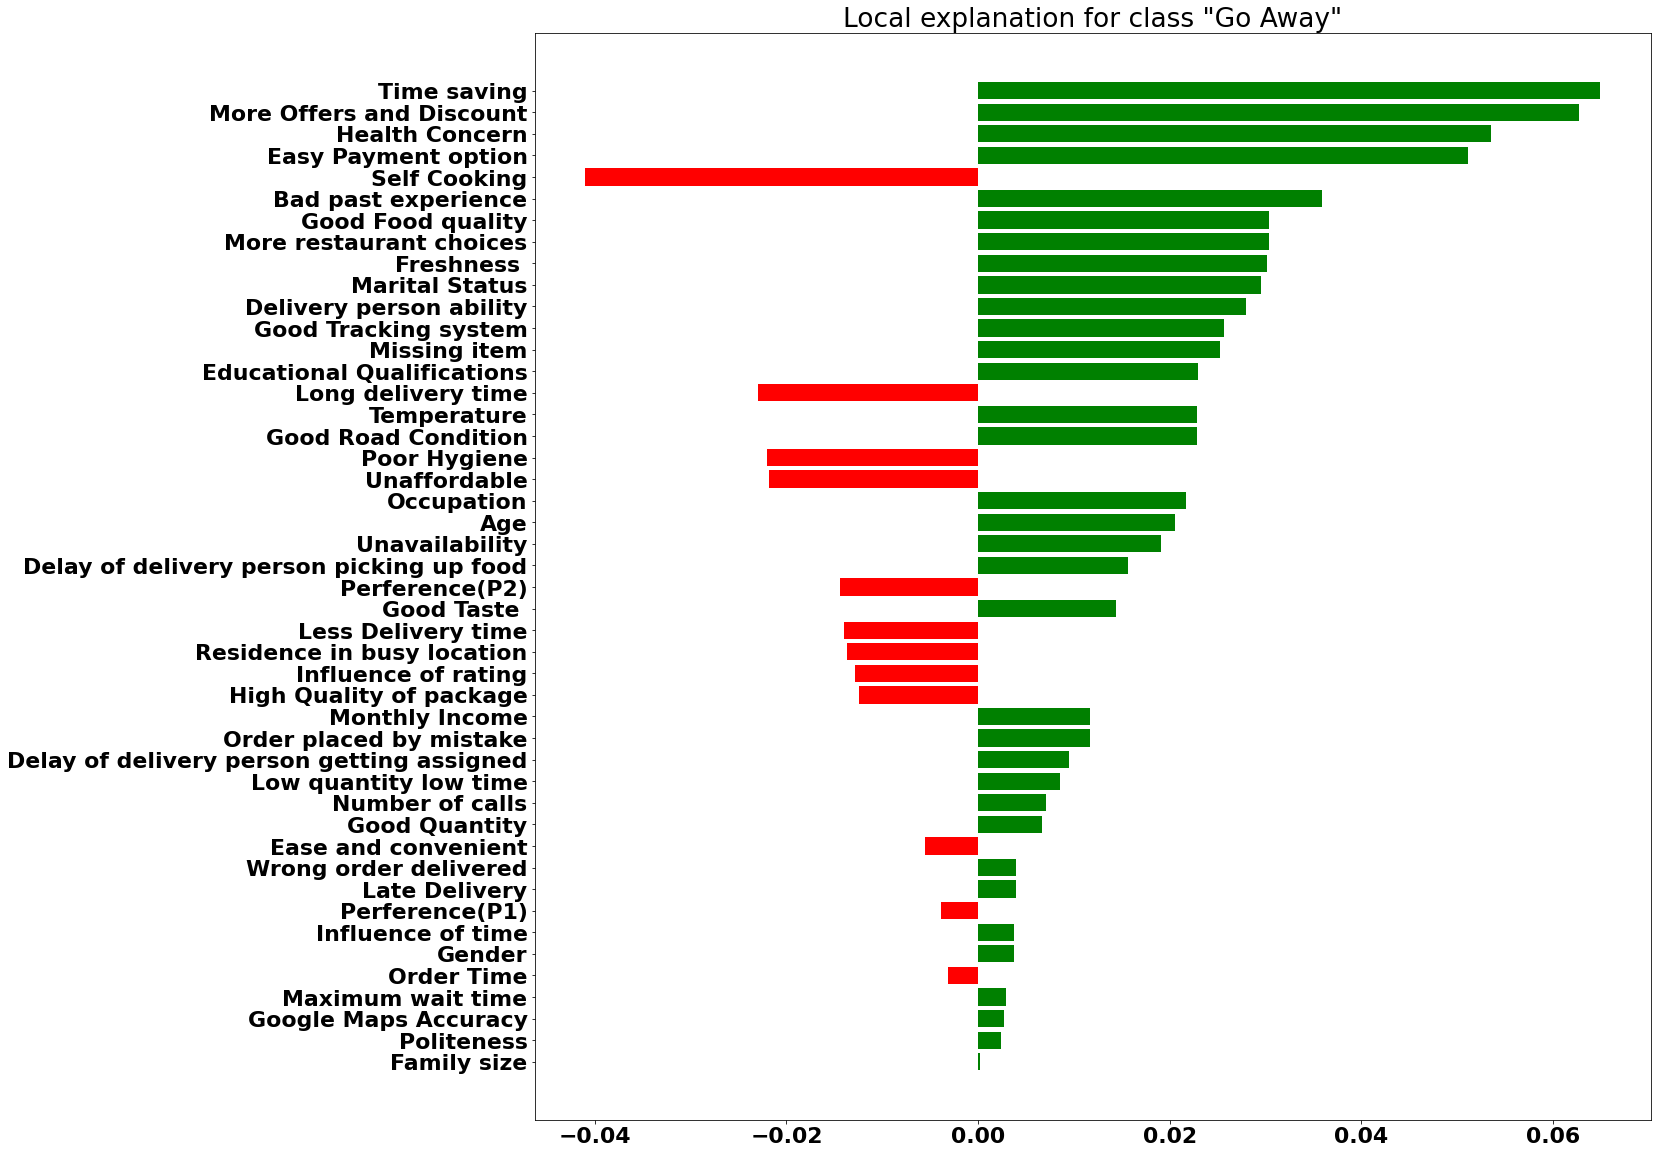 Local explanation for class "Go Away"
Time saving
More Offers and Discount
Health Concern
Easy Payment option
Self Cooking
Bad past experience
Good Food quality
More restaurant choices
Freshness
Marital Status
Delivery person ability
Good Tracking system
Missing item
Educational Qualifications
Long delivery time
Temperature
Good Road Condition
Poor Hygiene
Unaffordable
Occupation
Age
Unavailability
Delay of delivery person picking up food
Perference(P2)
Good Taste
Less Delivery time
Residence in busy location
Influence of rating
High Quality of package
Monthly Income
Order placed by mistake
Delay of delivery person getting assigned
Low quantity low time
Number of calls
Good Quantity
Ease and convenient
Wrong order delivered
Late Delivery
Perference(P1)
Influence of time
Gender
Order Time
Maximum wait time
Google Maps Accuracy
Politeness
Family size
−0.04 −0.02 0.00 0.02 0.04 0.06